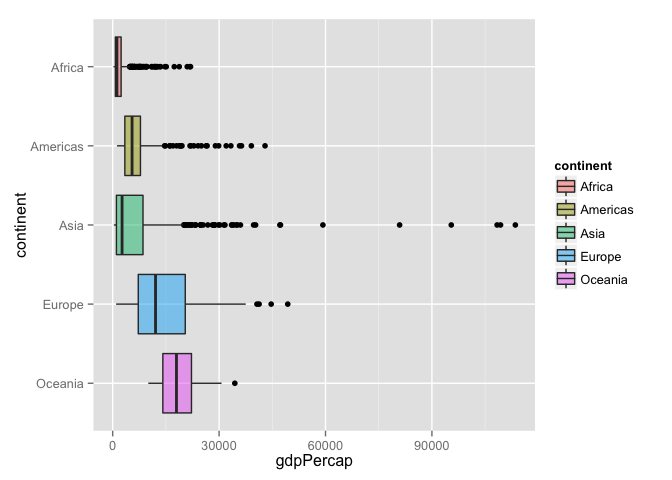 Africa
Americas
Asia
Europe
Oceania
continent
0 30000 60000 90000
gdpPercap
continent
Africa
Americas
Asia
Europe
Oceania